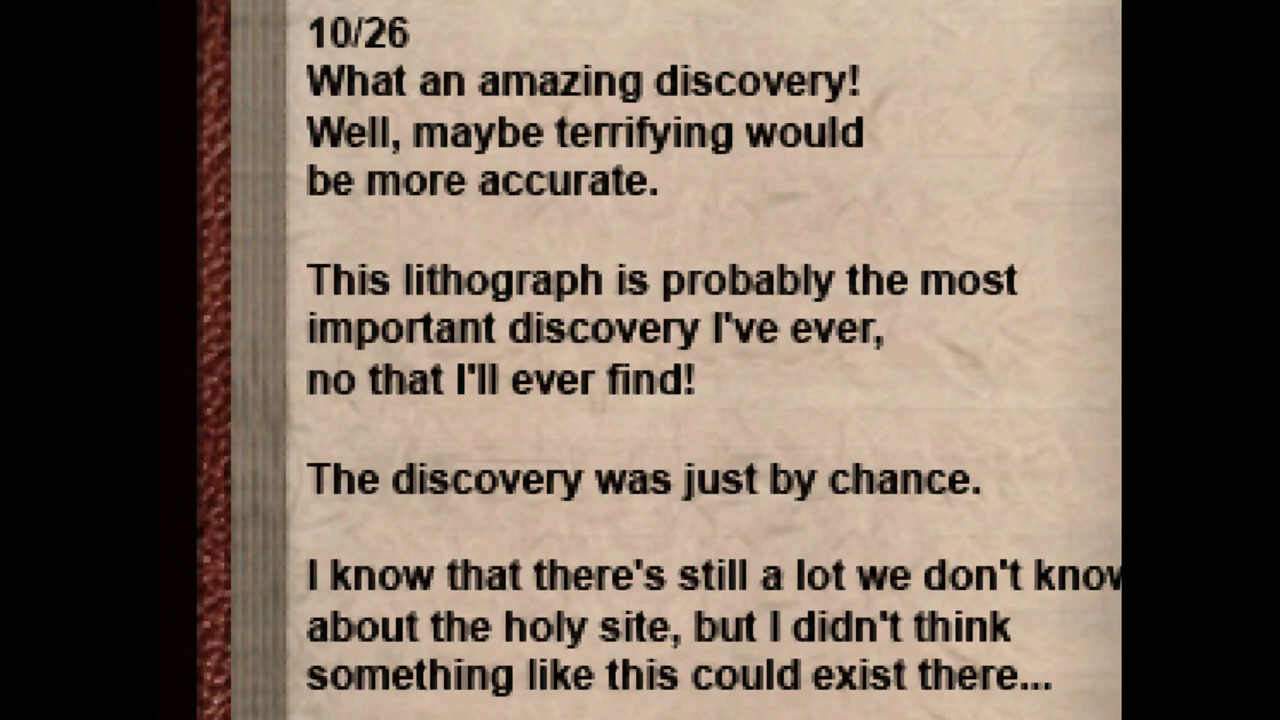 10/26
What an amazing discovery!
Well, maybe terrifying would
be more accurate.
This lithograph is probably the most
important discovery I've ever,
no that I'll ever find!
The discovery was just by chance.
I know that there's still a lot we don't know
about the holy site, but I didn't think
something like this could exist there...